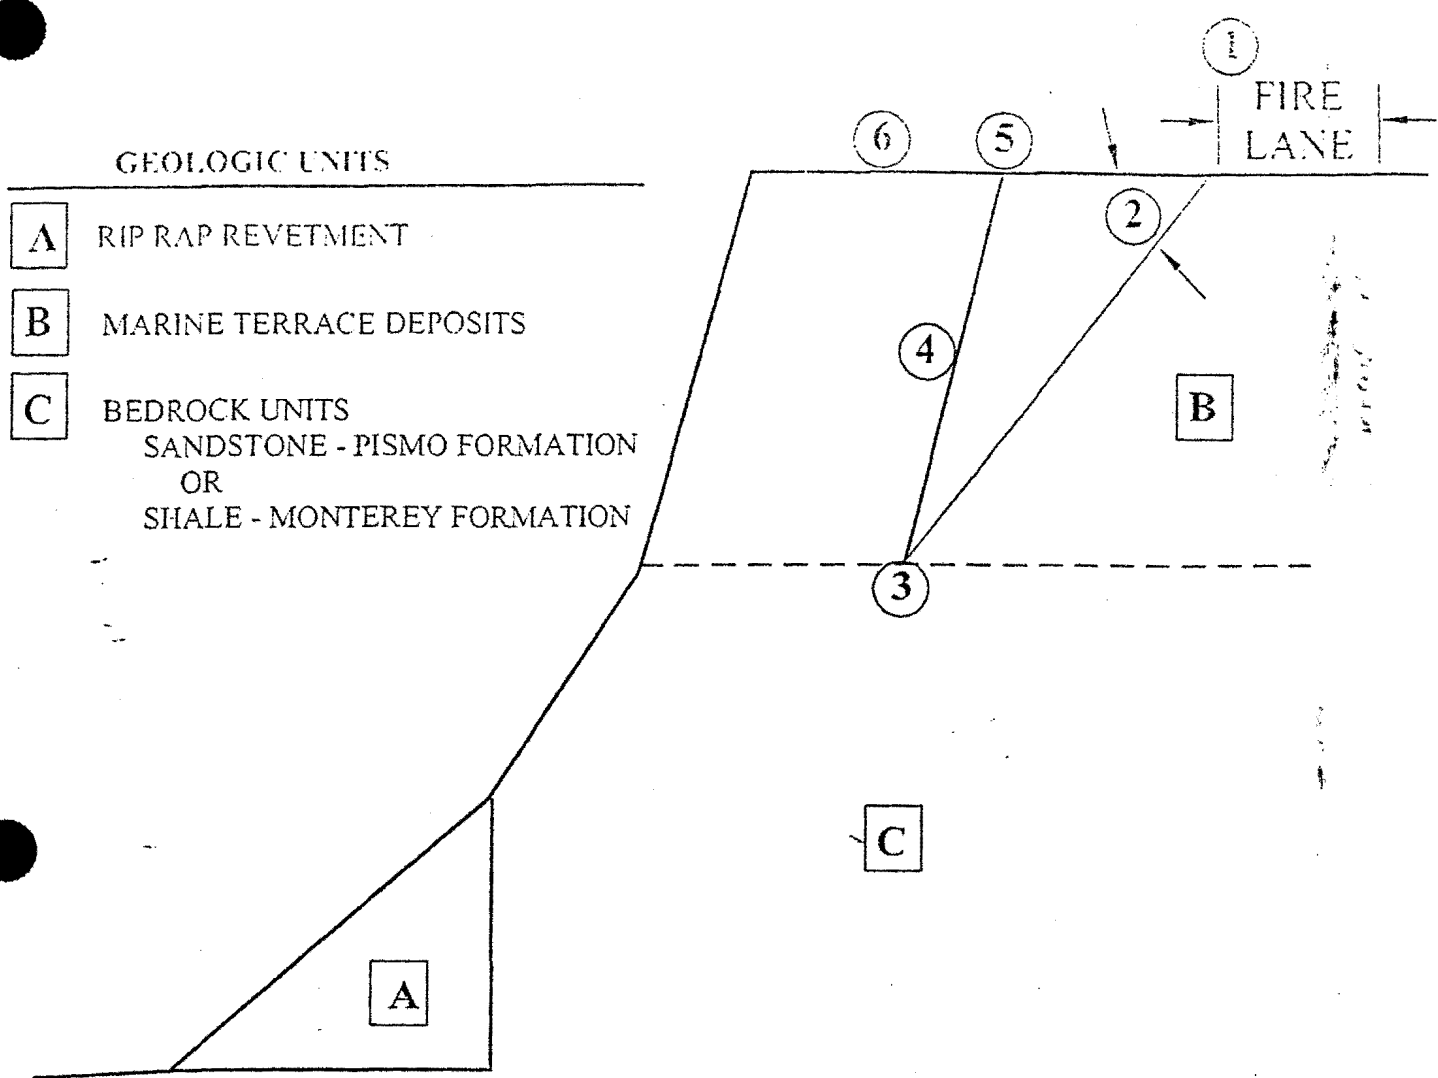 1
FIRE
LANE
6
5
2
GEOLOGIC UNITS
A RIP RAP REVETMENT
B MARINE TERRACE DEPOSITS
C BEDROCK UNITS
SANDSTONE - PISMO FORMATION
OR
SHALE - MONTEREY FORMATION
4
B
3
C
A